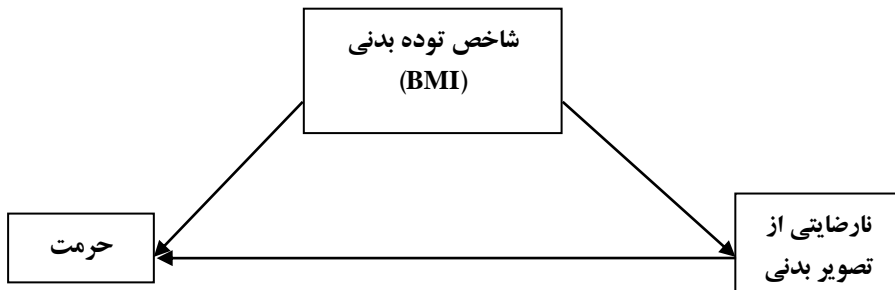 شاخص توده بدنی
(BMI)
حرمت
نارضایتی از
تصویر بدنی